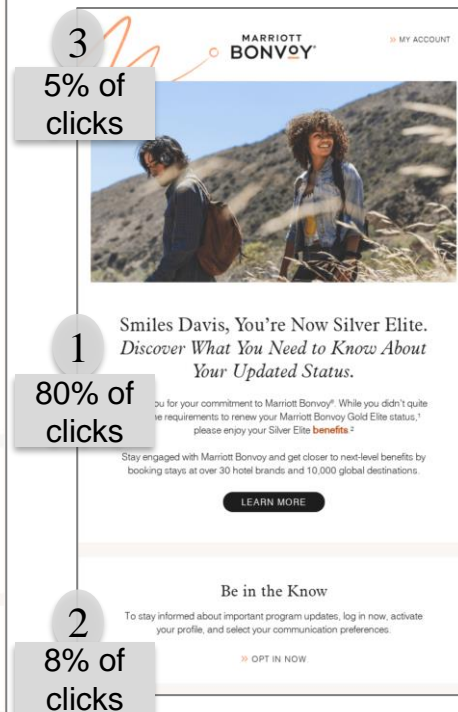 3
5% of
clicks
MARRIOTT
BONVOY®
» MY ACCOUNT
1
80% of
clicks
Smiles Davis, You're Now Silver Elite.
Discover What You Need to Know About
Your Updated Status.
you for your commitment to Marriott Bonvoy®. While you didn't quite
requirements to renew your Marriott Bonvoy Gold Elite status,¹
please enjoy your Silver Elite benefits.²
Stay engaged with Marriott Bonvoy and get closer to next-level benefits by
booking stays at over 30 hotel brands and 10,000 global destinations.
LEARN MORE
2
8% of
clicks
Be in the Know
To stay informed about important program updates, log in now, activate
your profile, and select your communication preferences.
» OPT IN NOW